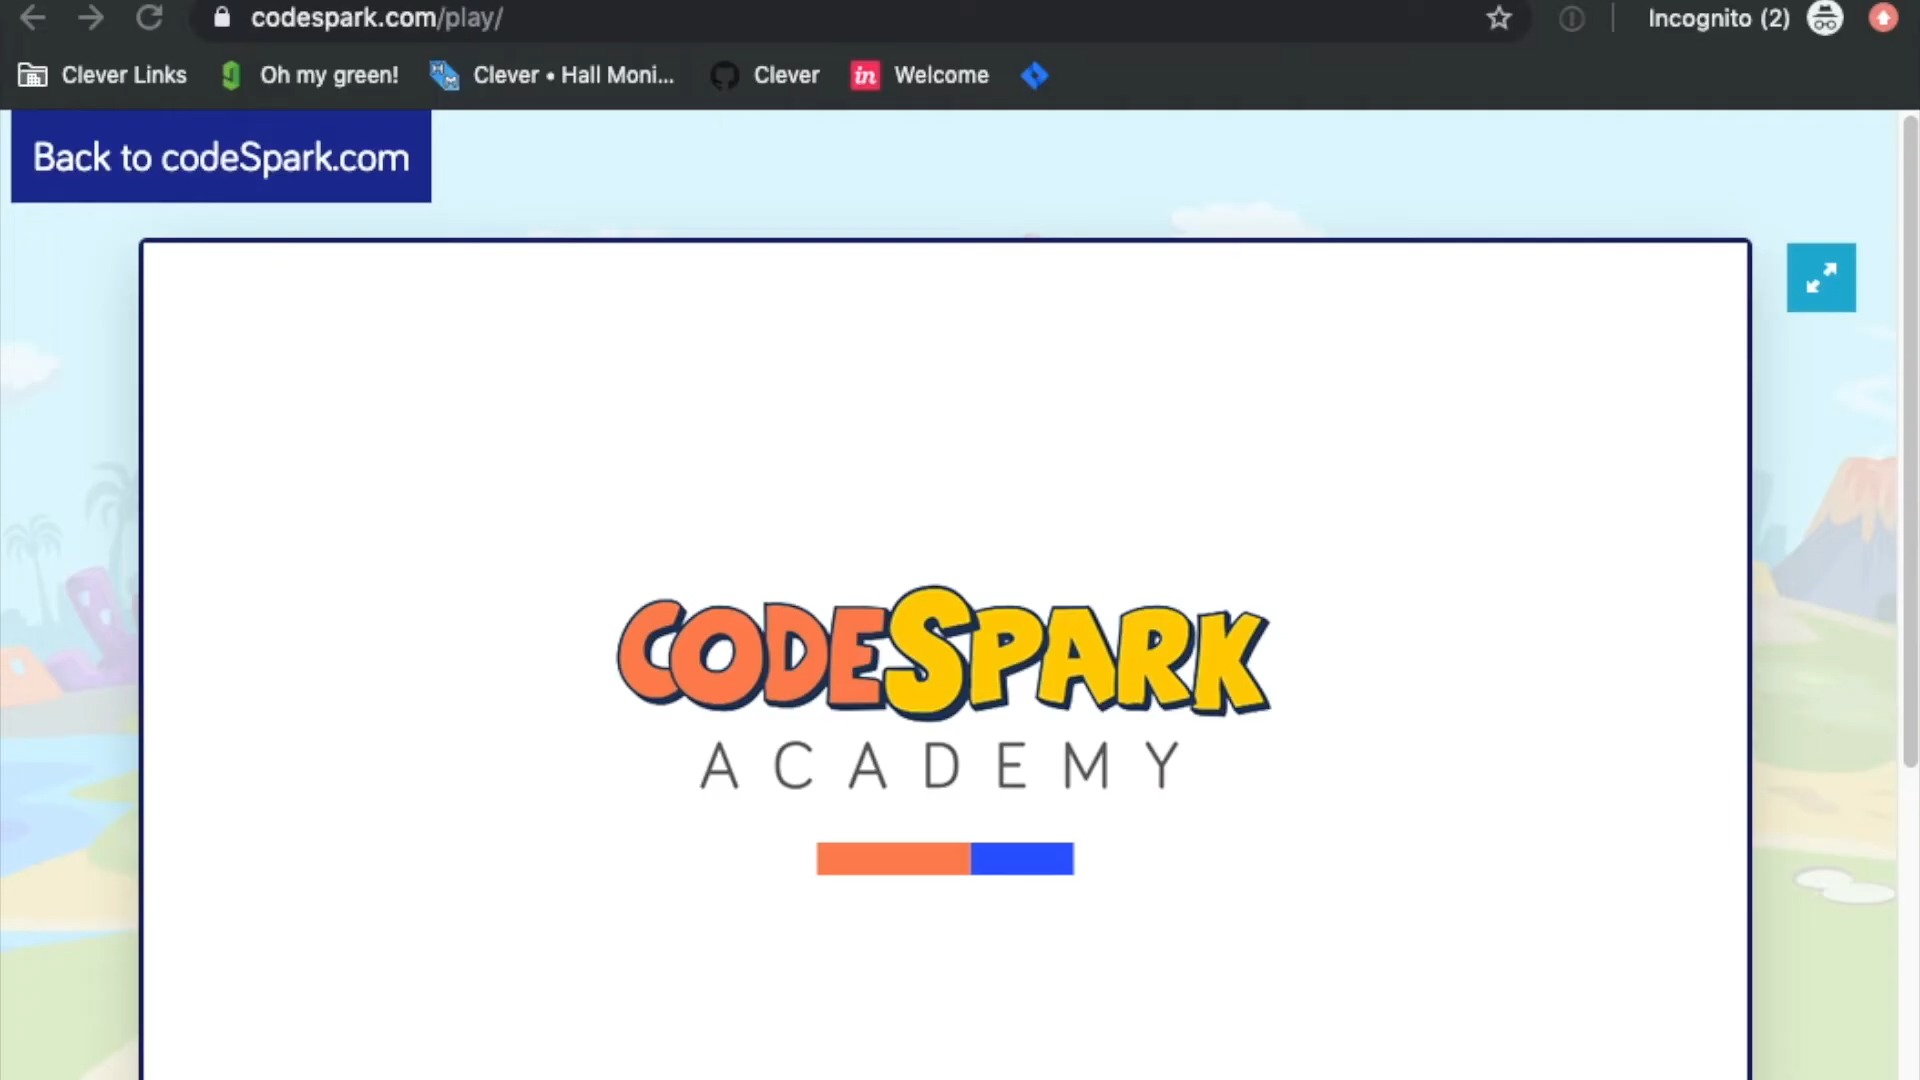 codespark.com/play/
Incognito (2)
Clever Links
Oh my green!
Clever • Hall Moni...
Clever
in
Welcome
Back to codeSpark.com
CODESPARK
ACADEMY